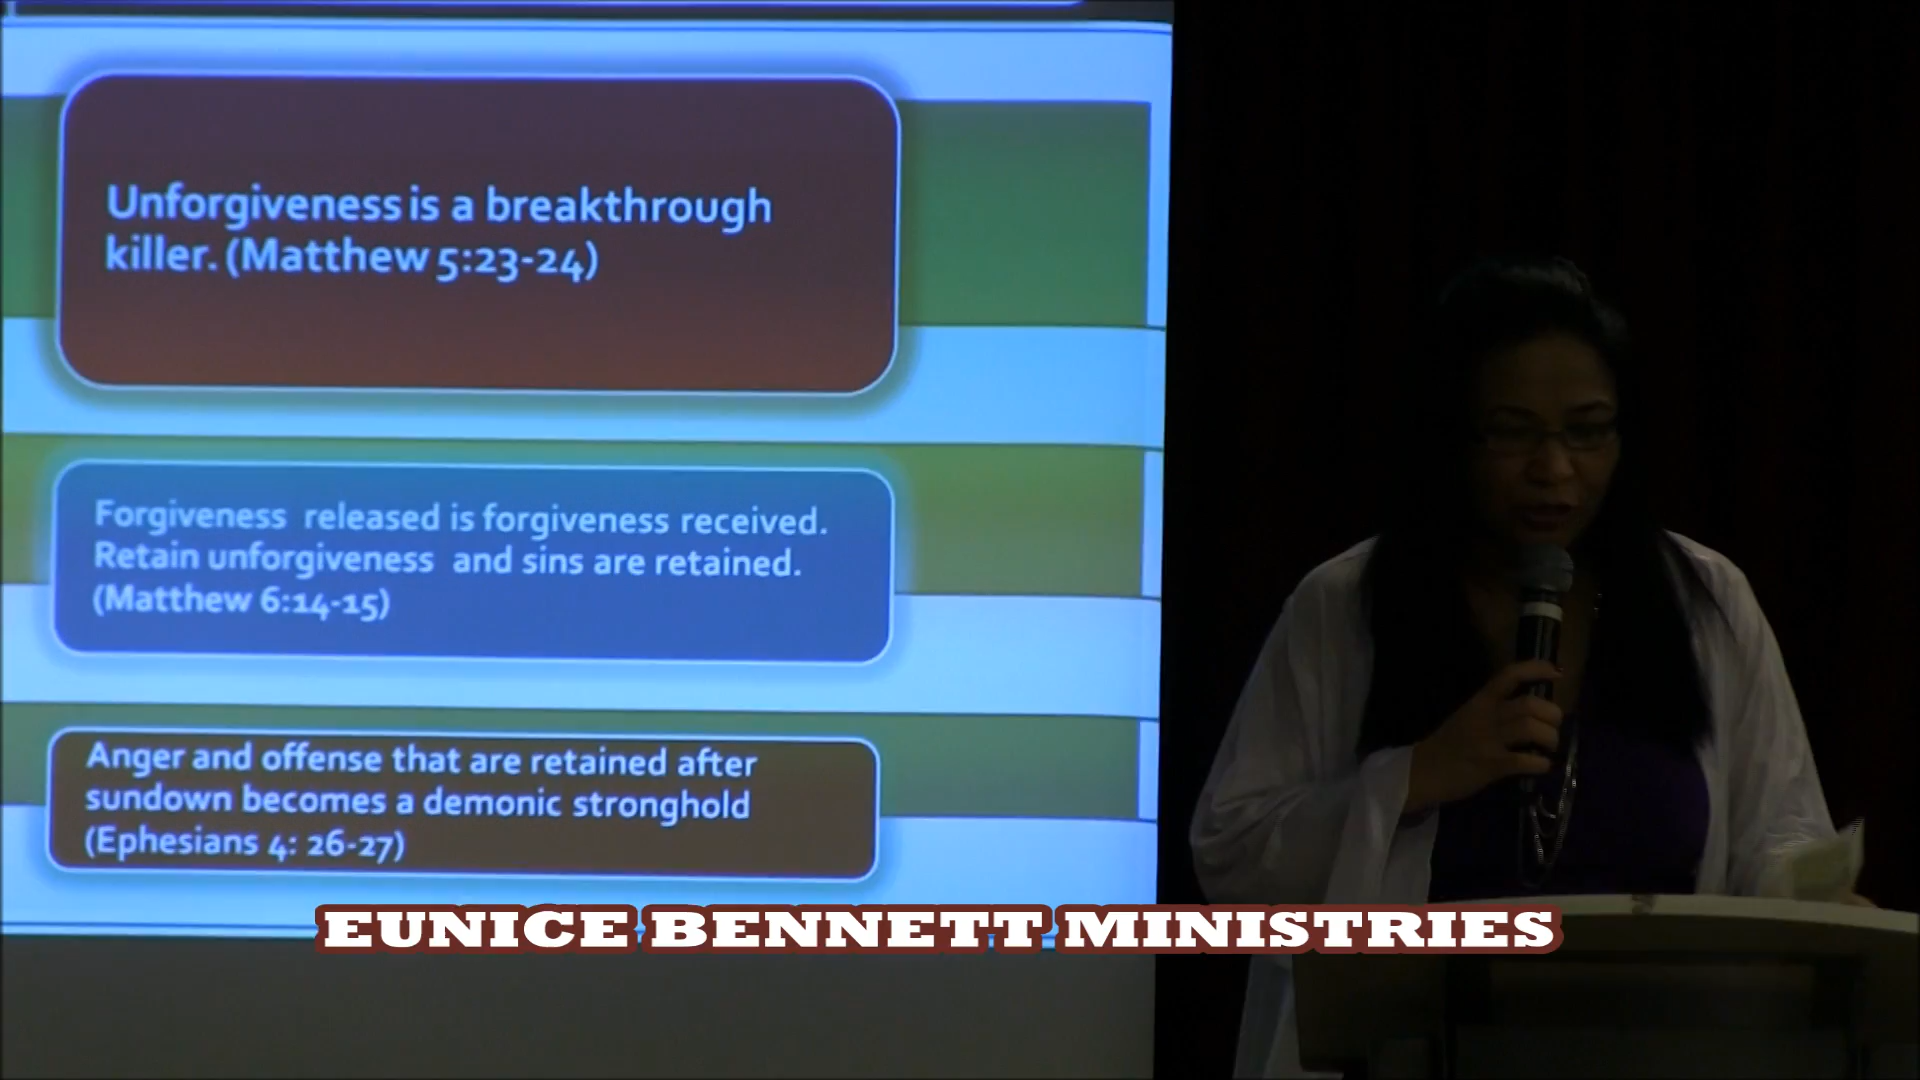 Unforgiveness is a breakthrough
killer. (Matthew 5:23-24)
Forgiveness released is forgiveness received.
Retain unforgiveness and sins are retained.
(Matthew 6:14-15)
Anger and offense that are retained after
sundown becomes a demonic stronghold
(Ephesians 4: 26-27)
EUNICE BENNETT MINISTRIES